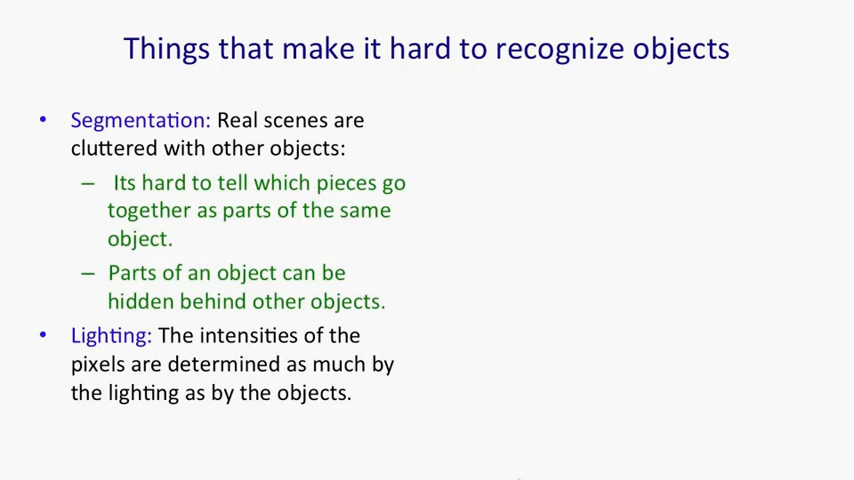 Things that make it hard to recognize objects
• Segmentation: Real scenes are
cluttered with other objects:
– Its hard to tell which pieces go
together as parts of the same
object.
– Parts of an object can be
hidden behind other objects.
• Lighting: The intensities of the
pixels are determined as much by
the lighting as by the objects.